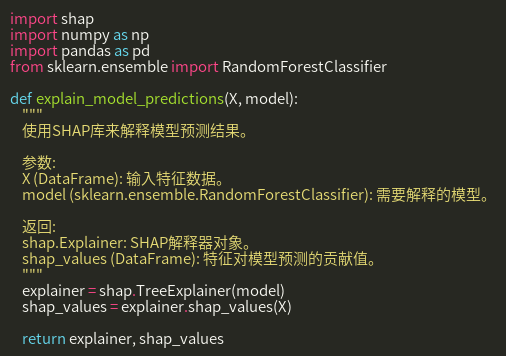 import shap
import numpy as np
import pandas as pd
from sklearn.ensemble import RandomForestClassifier
def explain_model_predictions(X, model):
"""
使用SHAP库来解释模型预测结果。
参数:
X (DataFrame): 输入特征数据。
model (sklearn.ensemble.RandomForestClassifier): 需要解释的模型。
返回:
shap.Explainer: SHAP解释器对象。
shap_values (DataFrame): 特征对模型预测的贡献值。
"""
explainer = shap.TreeExplainer(model)
shap_values = explainer.shap_values(X)
return explainer, shap_values